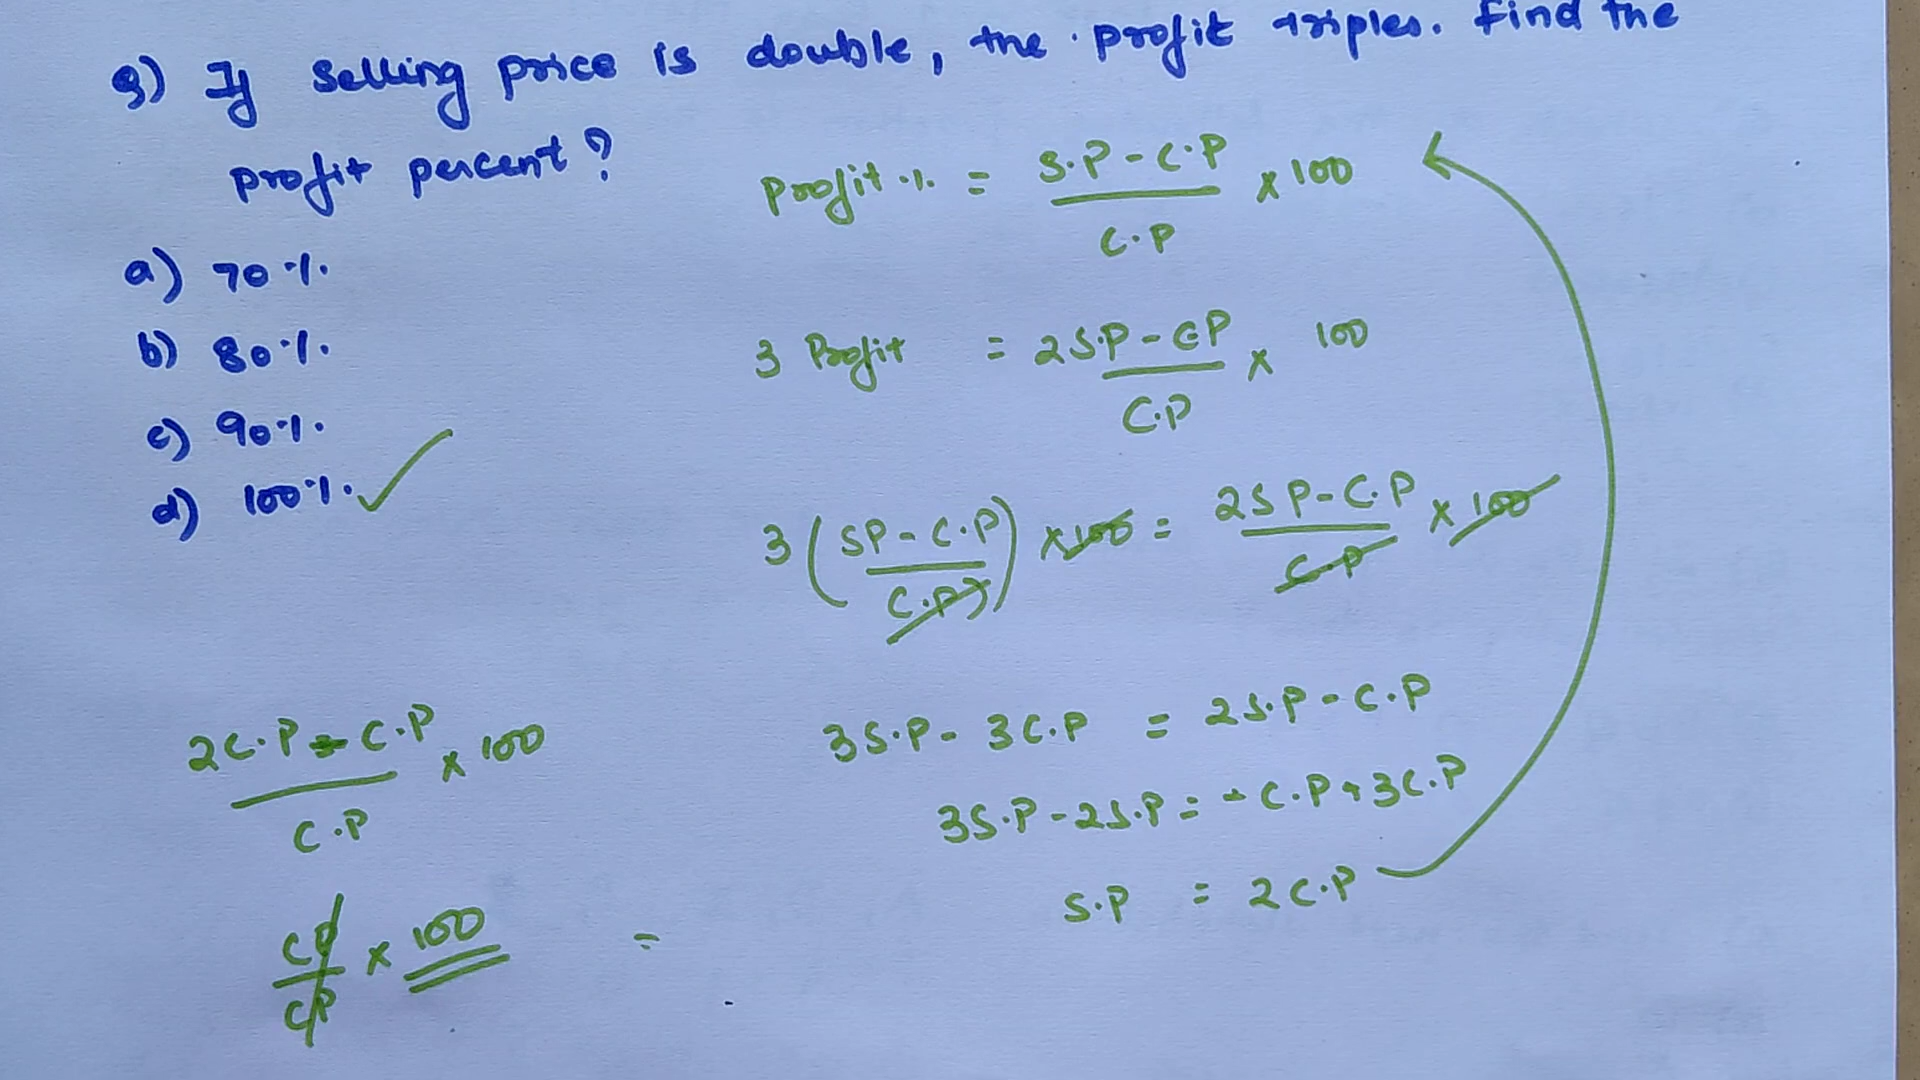 Q) If selling price is double, the profit triples. Find the
profit percent?
a) 70%.
b) 80%.
c) 90%.
d) 100%. ✓
Profit % = S.P - C.P / C.P x 100
3 Profit = 2S.P - C.P / C.P x 100
3 ( SP - C.P / C.P ) x 100 = 2SP - C.P / C.P x 100
3S.P - 3C.P = 2S.P - C.P
3S.P - 2S.P = - C.P + 3C.P
S.P = 2C.P
2C.P - C.P / C.P x 100
CP / CP x 100 =